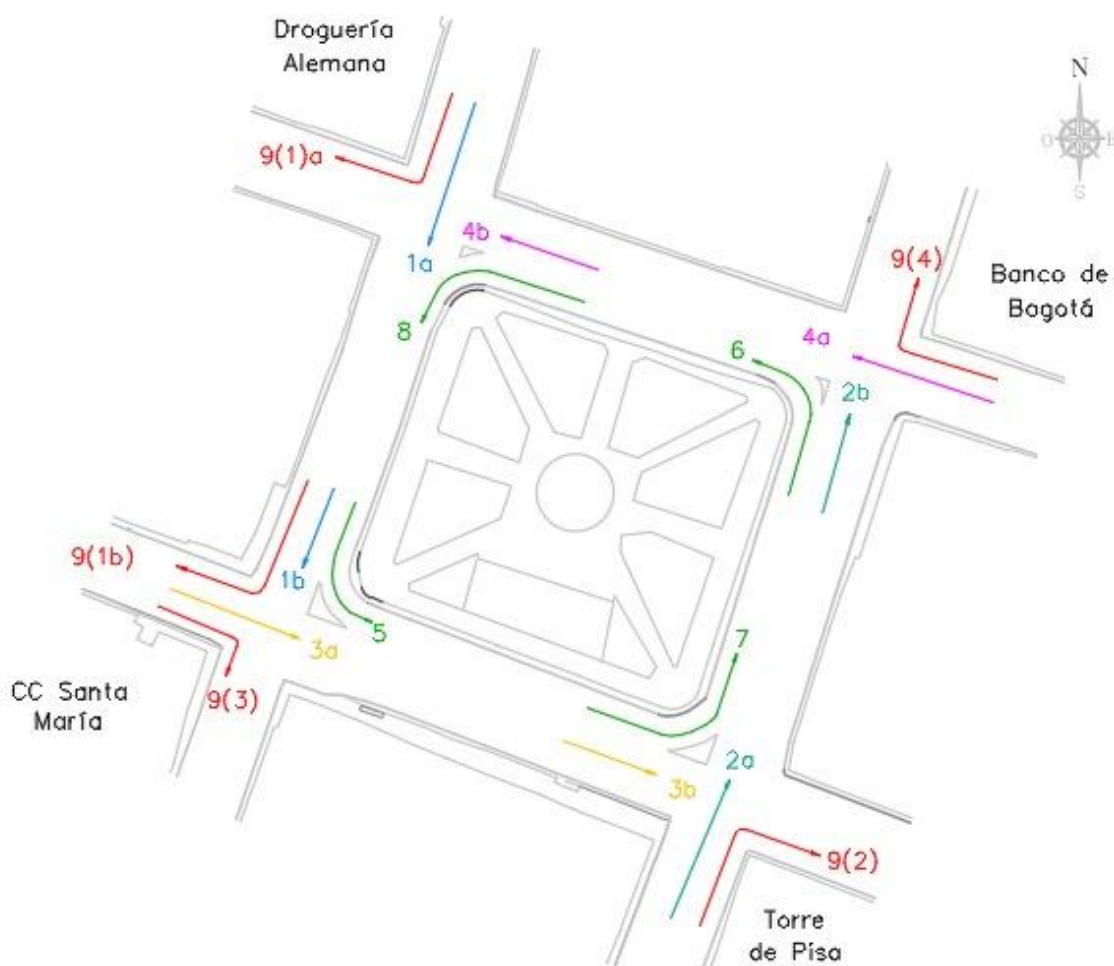 Droguería
Alemana
N
O
E
S
9(1)a
4b
1a
9(4)
Banco de
Bogotá
8
6
4a
2b
9(1b)
1b
3a
5
7
CC Santa
María
9(3)
2a
3b
9(2)
Torre
de Pisa